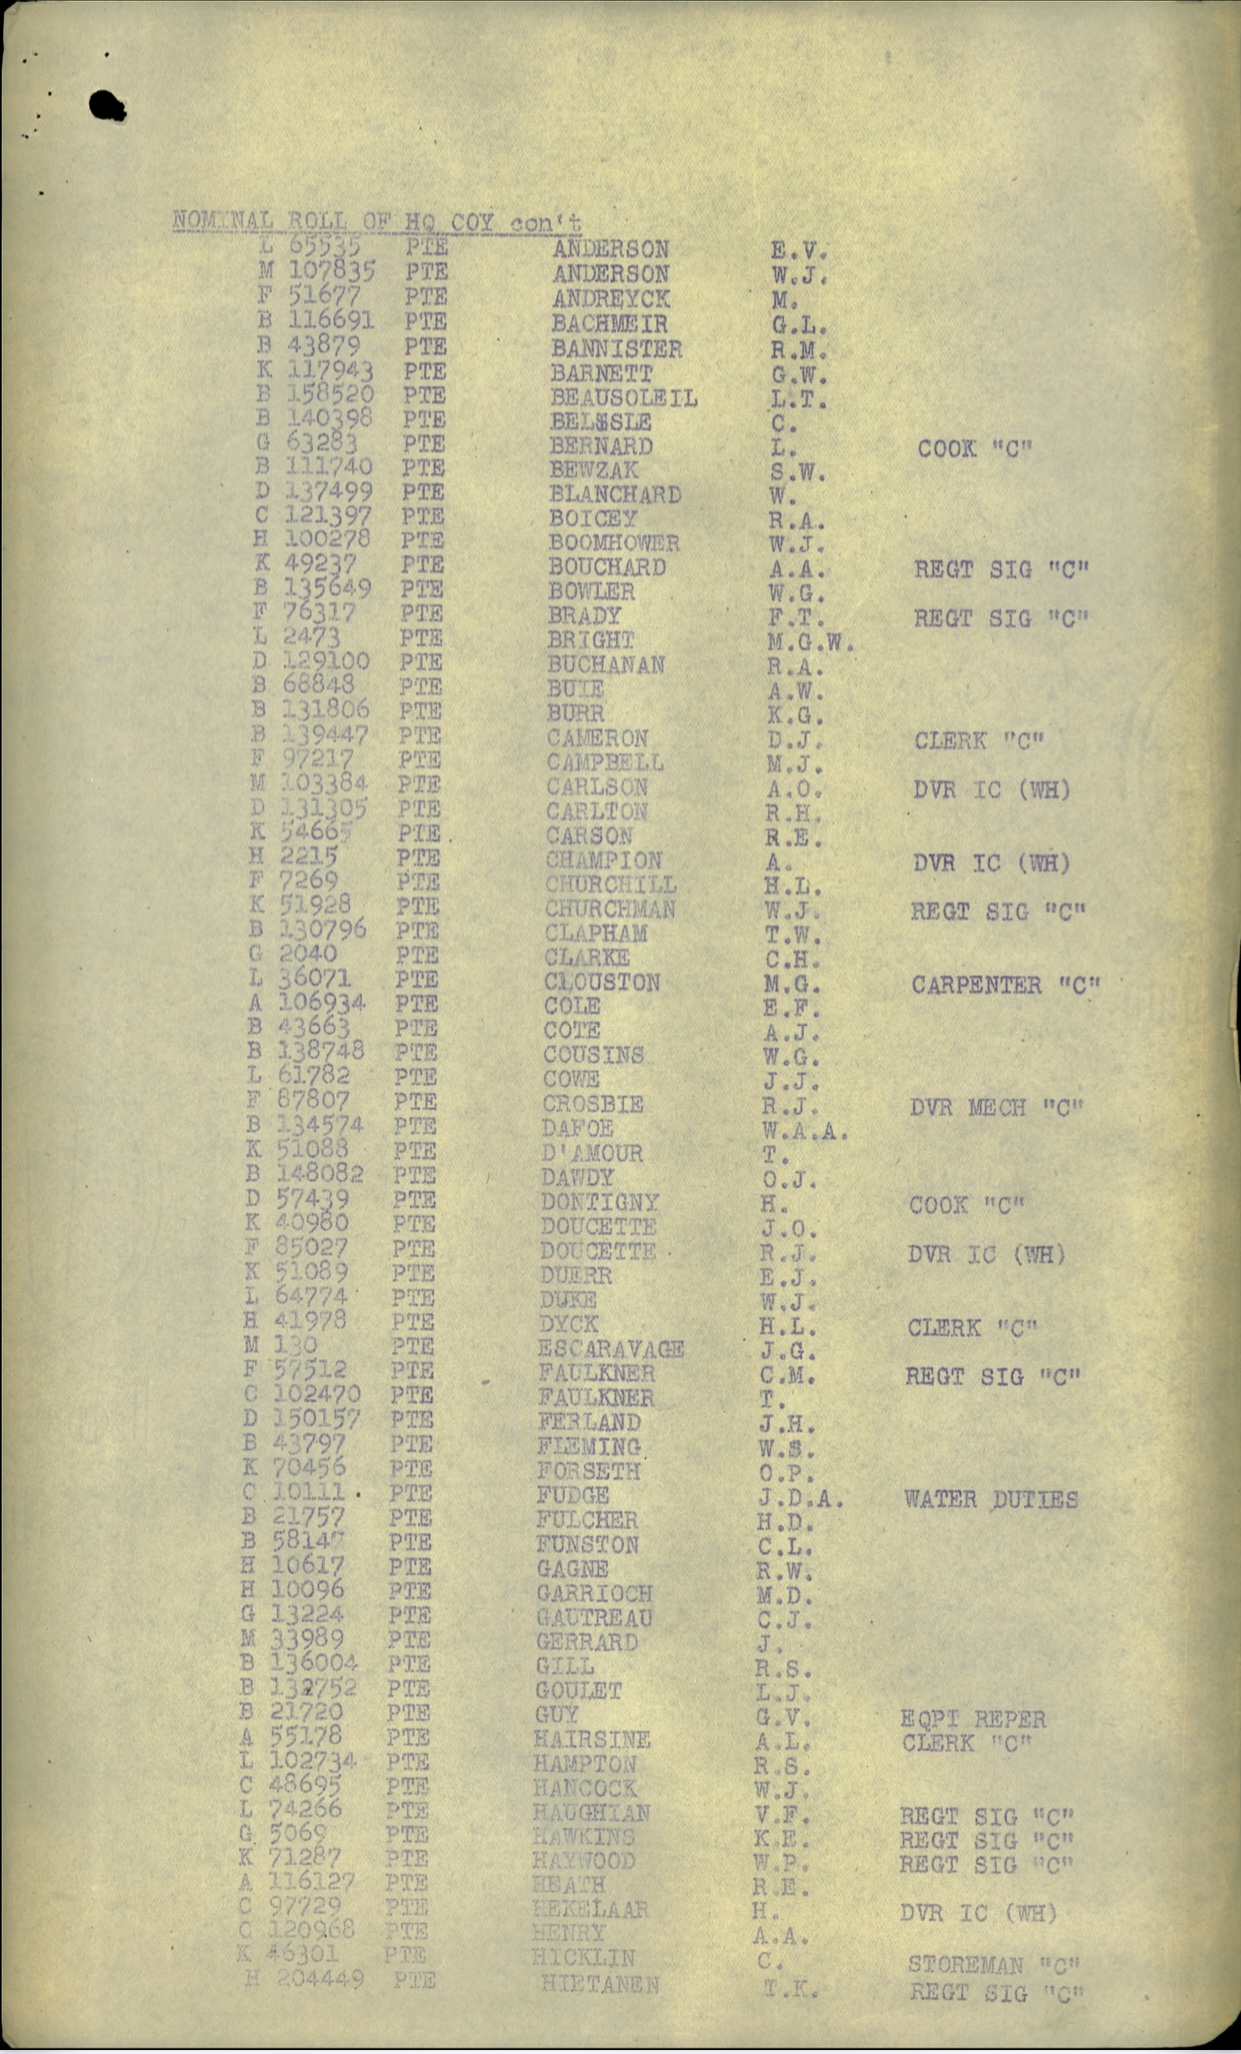 NOMINAL ROLL OF HQ COY con't
L 65535 PTE ANDERSON E.V.
M 107835 PTE ANDERSON W.J.
F 51677 PTE ANDREYCK M.
B 116691 PTE BACHMEIR G.L.
B 43879 PTE BANNISTER R.M.
K 117943 PTE BARNETT G.W.
B 158520 PTE BEAUSOLEIL L.T.
B 140398 PTE C.
G 63283 PTE BERNARD L. COOK "C"
B 111740 PTE BEWZAK S.W.
D 137499 PTE BLANCHARD W.
C 121397 PTE BOICEY R.A.
H 100278 PTE BOOMHOWER W.J.
K 49237 PTE BOUCHARD A.A. REGT SIG "C"
B 135649 PTE BOWLER W.G.
F 76317 PTE BRADY F.T. REGT SIG "C"
L 2473 PTE BRIGHT M.G.W.
D 129100 PTE BUCHANAN R.A.
B 68848 PTE BUIE A.W.
B 131806 PTE BURR K.G.
B 139447 PTE CAMERON D.J. CLERK "C"
F 97217 PTE CAMPBELL M.J.
M 103384 PTE CARLSON A.O. DVR IC (WH)
D 131305 PTE CARLTON R.H.
K 54665 PTE. CARSON R.E.
H 2215 PTE CHAMPION A. DVR IC (WH)
F 7269 PTE CHURCHILL H.L.
K 51928 PTE CHURCHMAN W.J. REGT SIG "C"
B 130796 PTE CLAPHAM T.W.
G 2040 PTE CLARKE C.H.
L 36071 PTE CLOUSTON M.G. CARPENTER "C"
A 106934 PTE COLE E.F.
B 43663 PTE COTE A.J.
B 138748 PTE COUSINS W.G.
L 61782 PTE COWE J.J.
F 87807 PTE CROSBIE R.J. DVR MECH "C"
B 134574 PTE DAFOE W.A.A.
K 51088 PTE D'AMOUR T.
B 148082 PTE DAWDY O.J.
D 57439 PTE DONTIGNY H. COOK "C"
K 40980 PTE DOUCETTE J.O.
F 85027 PTE DOUCETTE R.J. DVR IC (WH)
K 51089 PTE DUERR E.J.
L 64774 PTE DUKE W.J.
H 41978 PTE DYCK H.L. CLERK "C"
M 130 PTE ESCARAVAGE J.G.
F 57512 PTE FAULKNER C.M. REGT SIG "C"
C 102470 PTE FAULKNER T.
D 150157 PTE FERLAND J.H.
B 43797 PTE FLEMING W.S.
K 70456 PTE FORSETH O.P.
C 10111 PTE FUDGE J.D.A. WATER DUTIES
B 21757 PTE FULCHER H.D.
B 58147 PTE FUNSTON C.L.
H 10617 PTE GAGNE R.W.
H 10096 PTE GARRIOCH M.D.
G 13224 PTE GAUTREAU C.J.
M 33989 PTE GERRARD J.
B 136004 PTE GILL R.S.
B 132752 PTE GOULET L.J.
B 21720 PTE GUY G.V. EQPT REPER
A 55178 PTE HAIRSINE A.L. CLERK "C"
L 102734 PTE HAMPTON R.S.
C 48695 PTE HANCOCK W.J.
L 74266 PTE HAUGHIAN V.F. REGT SIG "C"
G 5069 PTE HAWKINS K.E. REGT SIG "C"
K 71287 PTE HAYWOOD W.P. REGT SIG "C"
A 116127 PTE HEATH R.E.
C 97729 PTE HEKELAAR H. DVR IC (WH)
C 120968 PTE HENRY A.A.
K 46301 PTE HICKLIN C. STOREMAN "C"
H 204449 PTE HIETANEN T.K. REGT SIG "C"